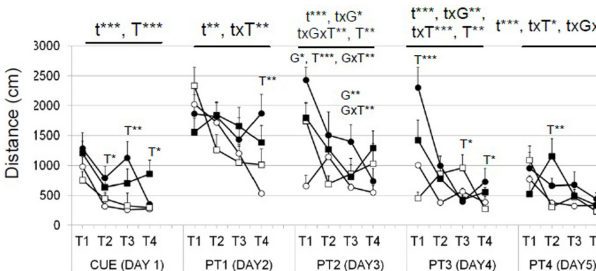 t***, T***
t**, txT**
t***, txG*
txGxT**, T**
t***, txG**,
txT***, T**
t***, txT*, txGx
Distance (cm)
3000
2500
2000
1500
1000
500
0
T*
T**
T*
T**
G*, T***, GxT**
G**
GxT**
T***
T*
T*
T**
T1 T2 T3 T4
T1 T2 T3 T4
T1 T2 T3 T4
T1 T2 T3 T4
T1 T2 T3 T4
CUE (DAY 1)
PT1 (DAY2)
PT2 (DAY3)
PT3 (DAY4)
PT4 (DAY5)